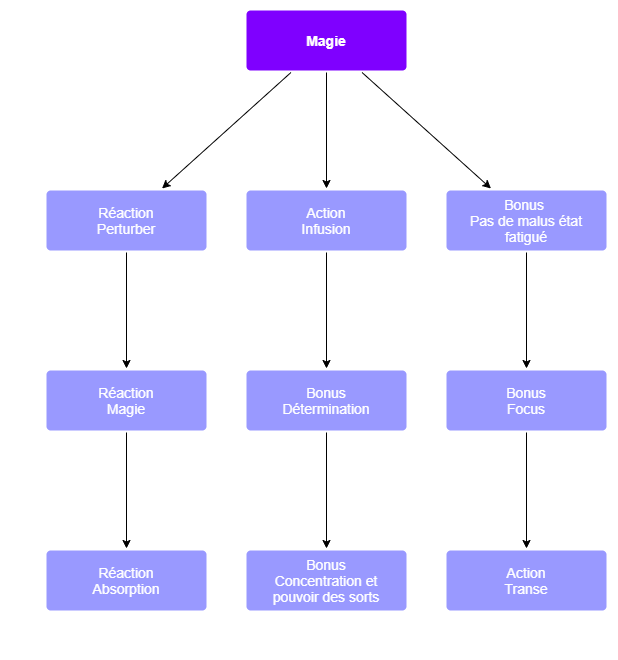 Magie
Réaction
Perturber
Action
Infusion
Bonus
Pas de malus état
fatigué
Réaction
Magie
Bonus
Détermination
Bonus
Focus
Réaction
Absorption
Bonus
Concentration et
pouvoir des sorts
Action
Transe